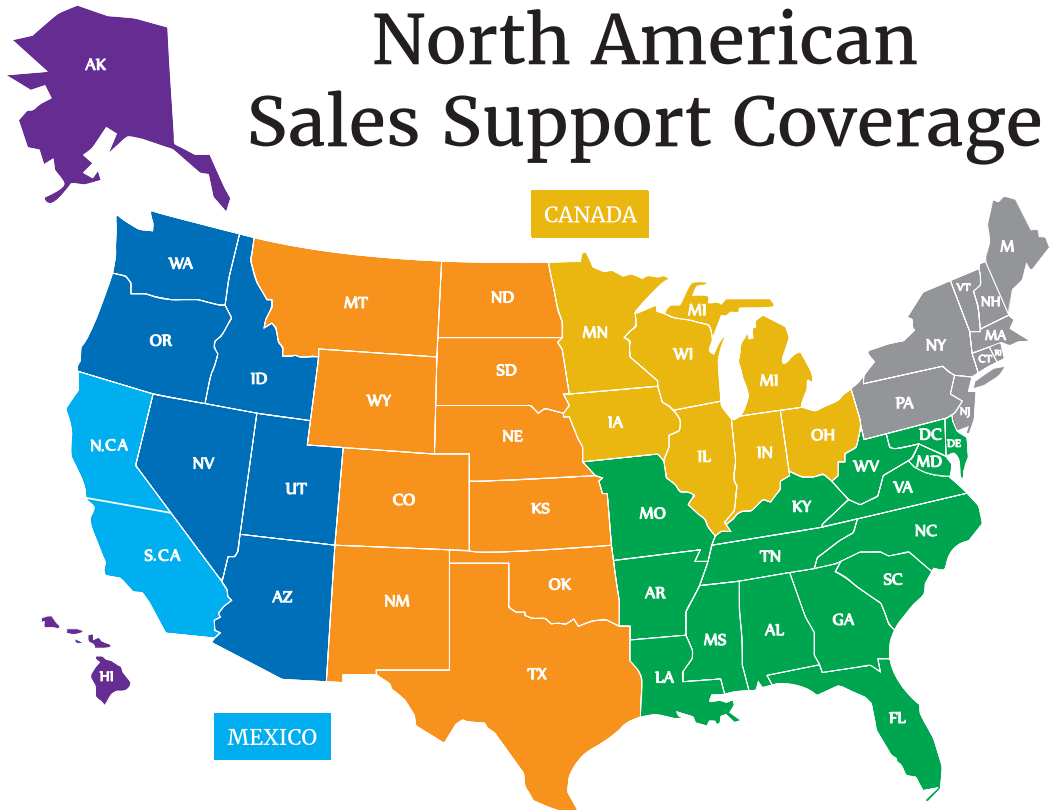 North American
Sales Support Coverage
AK
CANADA
M
WA
VT
MT
ND
NH
MI
MN
MA
OR
NY
WI
CT
RI
SD
ID
MI
WY
PA
NJ
IA
NE
OH
DC
DE
N.CA
NV
IL
IN
MD
WV
UT
VA
CO
KS
KY
MO
NC
S.CA
TN
OK
SC
AZ
NM
AR
GA
AL
MS
HI
TX
LA
FL
MEXICO